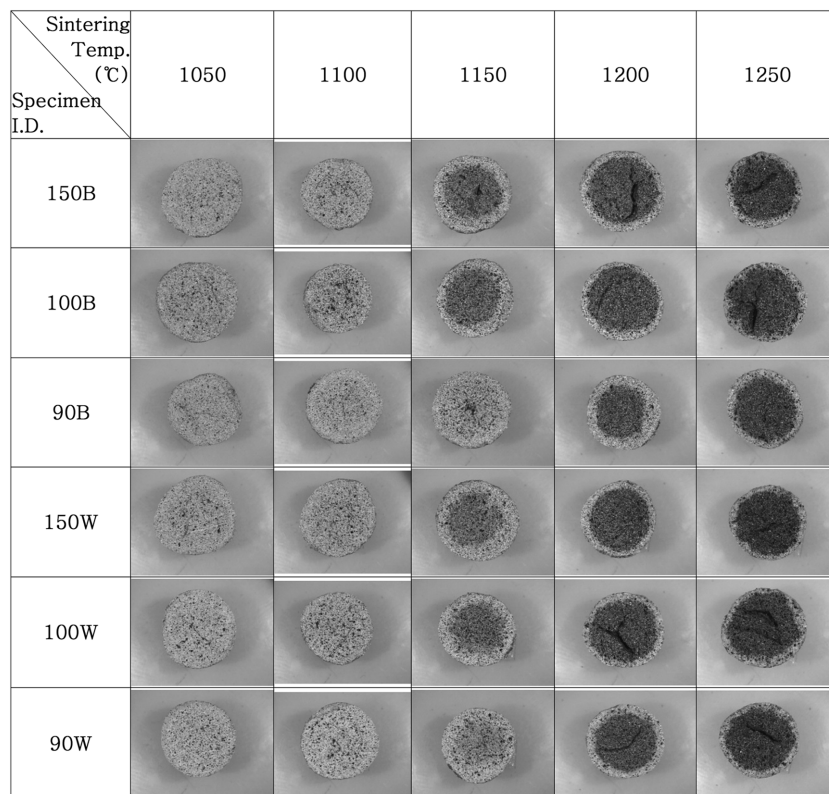 Sintering
Temp.
(℃)
Specimen
I.D.
1050
1100
1150
1200
1250
150B
100B
90B
150W
100W
90W